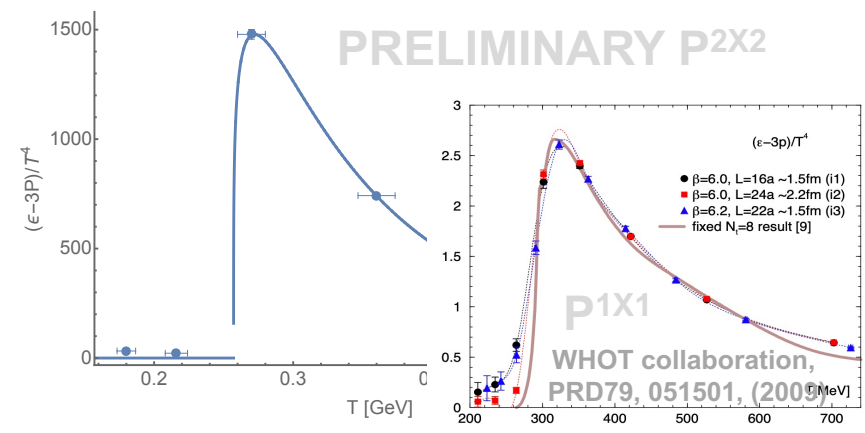 PRELIMINARY P2X2
1500
1000
500
0
(ϵ−3P)/T4
0.2
0.3
0
T [GeV]
3
2.5
2
1.5
1
0.5
0
(ε−3p)/T4
β=6.0, L=16a ~1.5fm (i1)
β=6.0, L=24a ~2.2fm (i2)
β=6.2, L=22a ~1.5fm (i3)
fixed Nt=8 result [9]
P1X1
WHOT collaboration,
PRD79, 051501, (2009)
[MeV]
200
300
400
500
600
700